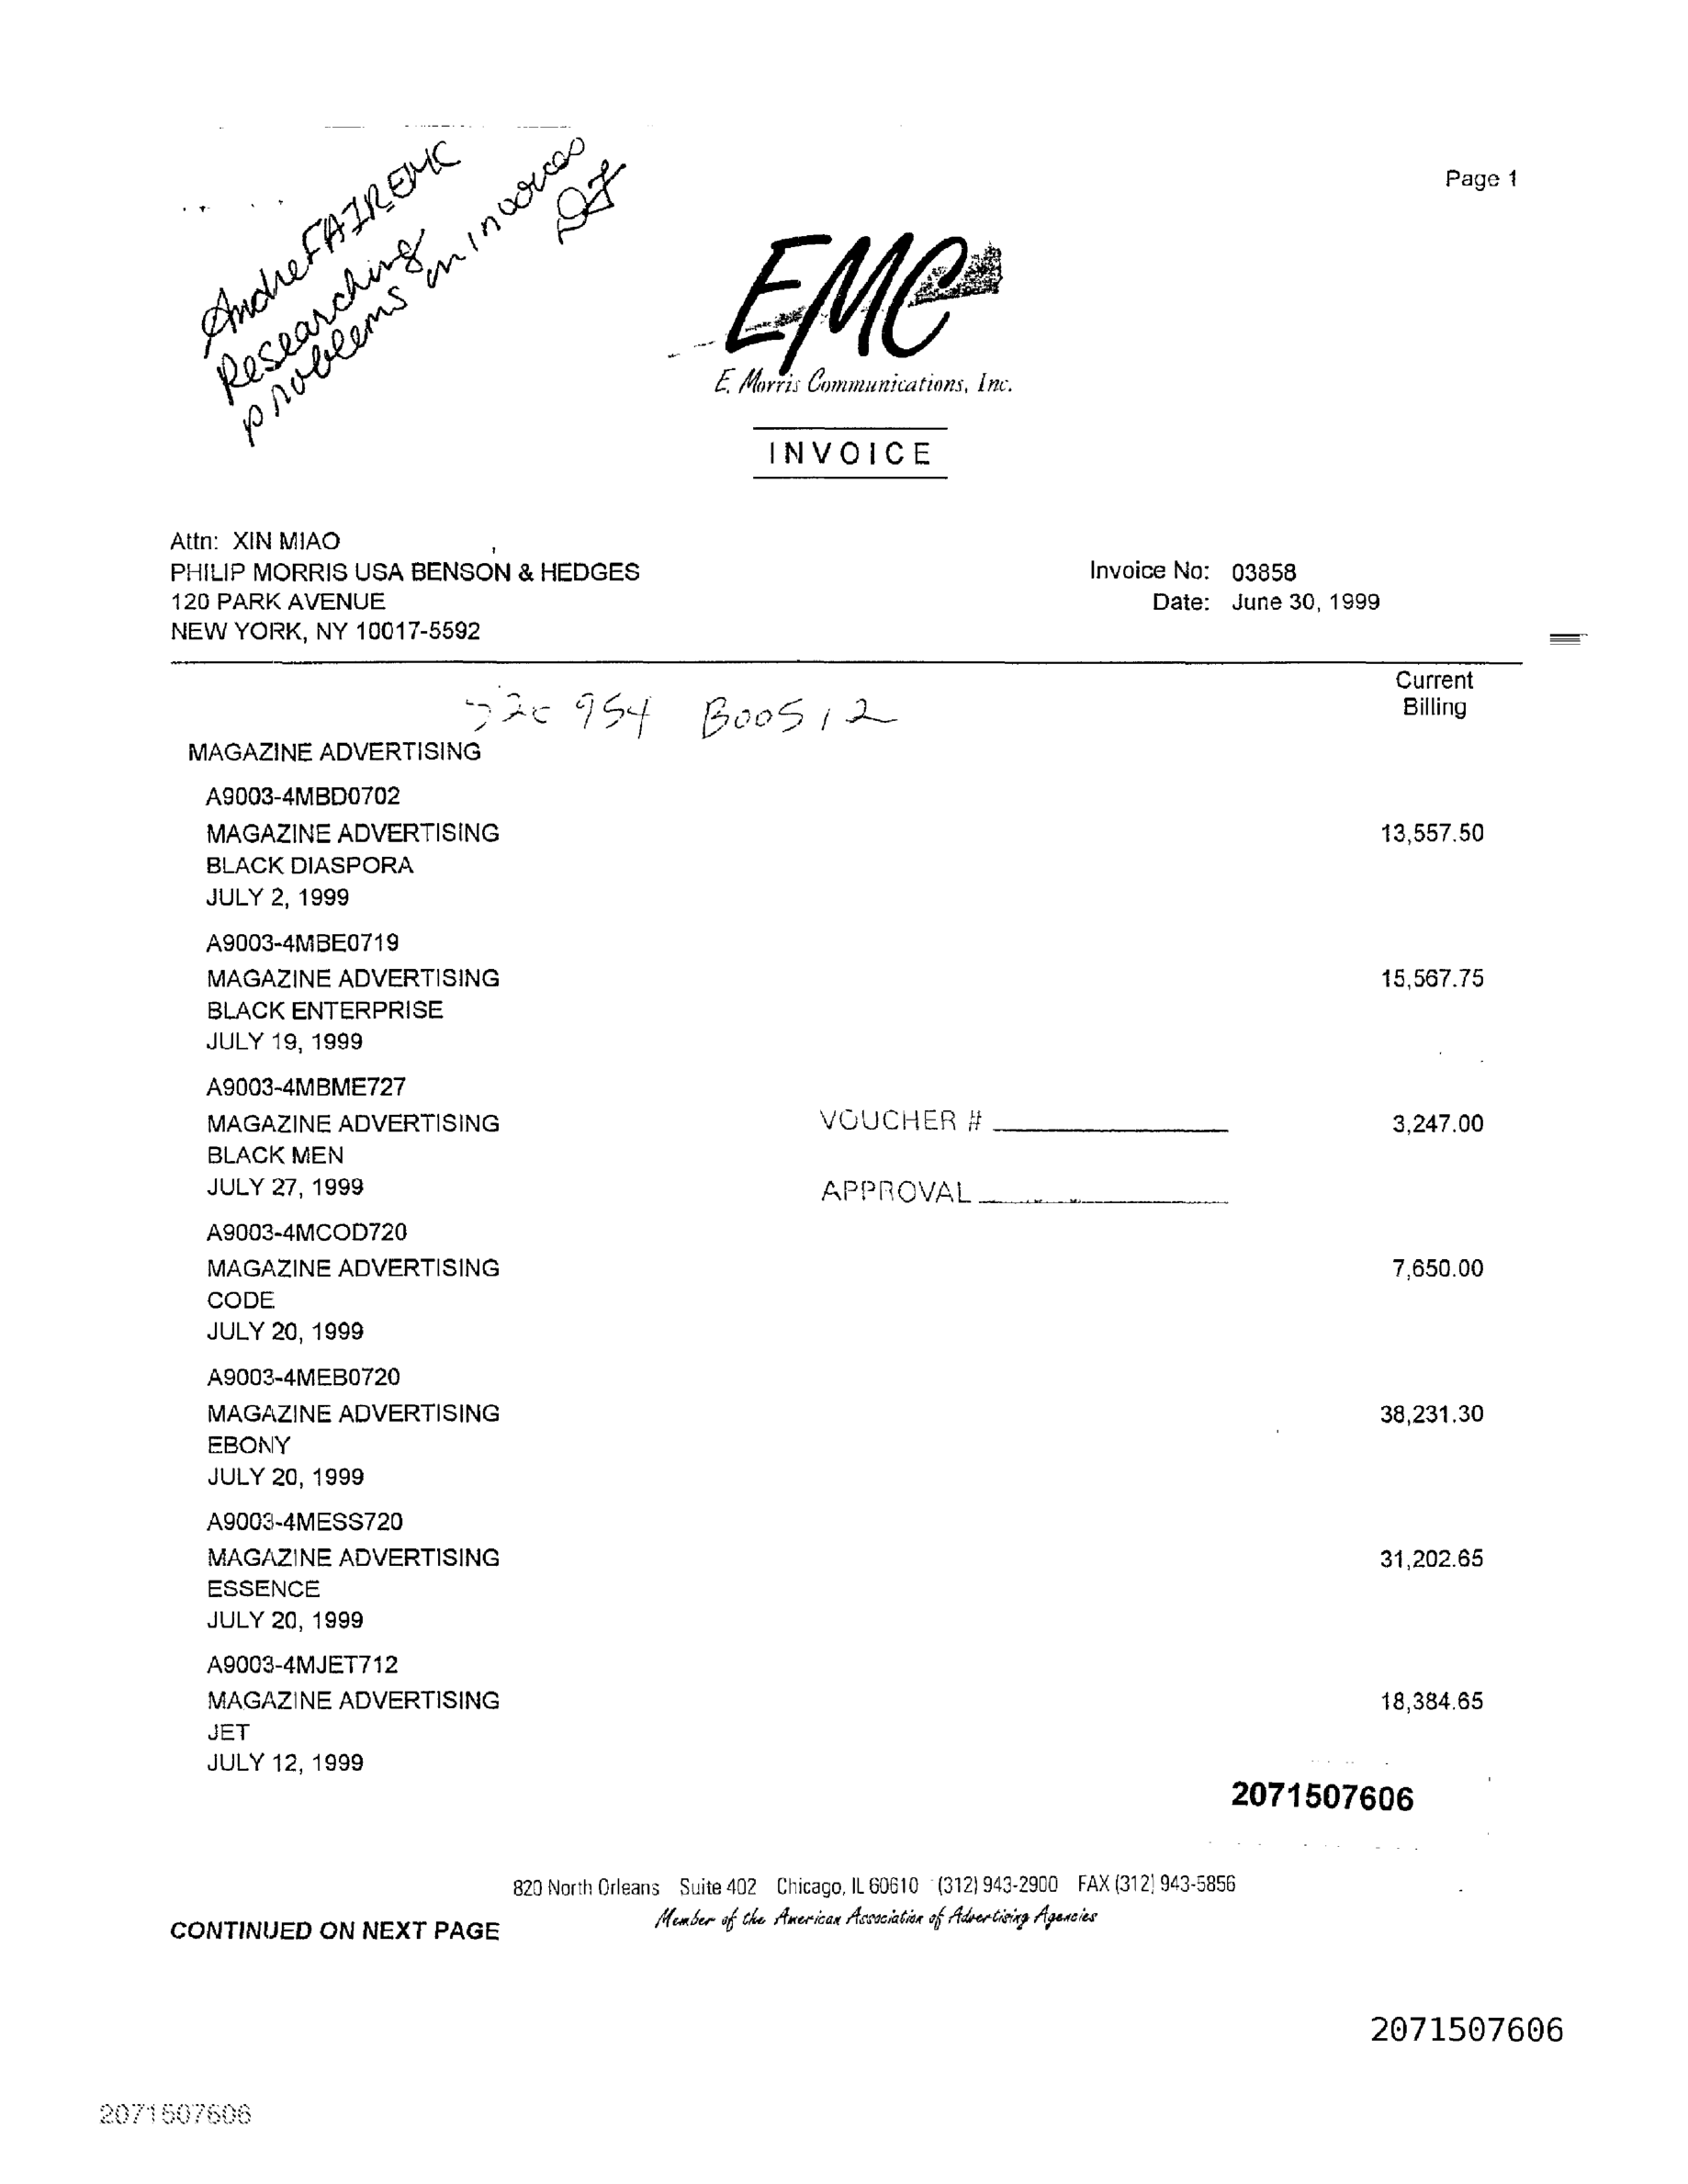 Andre FAIR EMC
Researching
problems on invoices
Page 1
EMC
E. Morris Communications, Inc.
INVOICE
Attn: XIN MIAO
PHILIP MORRIS USA BENSON & HEDGES
120 PARK AVENUE
NEW YORK, NY 10017-5592
Invoice No: 03858
Date: June 30, 1999
Current
Billing
954 B00512
MAGAZINE ADVERTISING
A9003-4MBD0702
MAGAZINE ADVERTISING 13,557.50
BLACK DIASPORA
JULY 2, 1999
A9003-4MBE0719
MAGAZINE ADVERTISING 15,567.75
BLACK ENTERPRISE
JULY 19, 1999
A9003-4MBME727
MAGAZINE ADVERTISING VOUCHER # 3,247.00
BLACK MEN
JULY 27, 1999 APPROVAL
A9003-4MCOD720
MAGAZINE ADVERTISING 7,650.00
CODE
JULY 20, 1999
A9003-4MEB0720
MAGAZINE ADVERTISING 38,231.30
EBONY
JULY 20, 1999
A9003-4MESS720
MAGAZINE ADVERTISING 31,202.65
ESSENCE
JULY 20, 1999
A9003-4MJET712
MAGAZINE ADVERTISING 18,384.65
JET
JULY 12, 1999
2071507606
820 North Orleans Suite 402 Chicago, IL 60610 (312) 943-2900 FAX (312) 943-5856
Member of the American Association of Advertising Agencies
CONTINUED ON NEXT PAGE
2071507606
2071507606